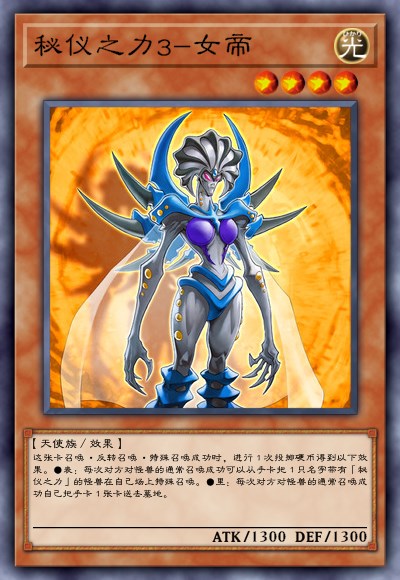 秘仪之力3-女帝
光
ひかり
【天使族/效果】
这张卡召唤·反转召唤·特殊召唤成功时，进行1次投掷硬币得到以下效
果。●表：每次对方对怪兽的通常召唤成功可以从手卡把1只名字带有「秘
仪之力」的怪兽在自己场上特殊召唤。●里：每次对方对怪兽的通常召唤成
功自己把手卡1张卡送去墓地。
ATK/1300 DEF/1300